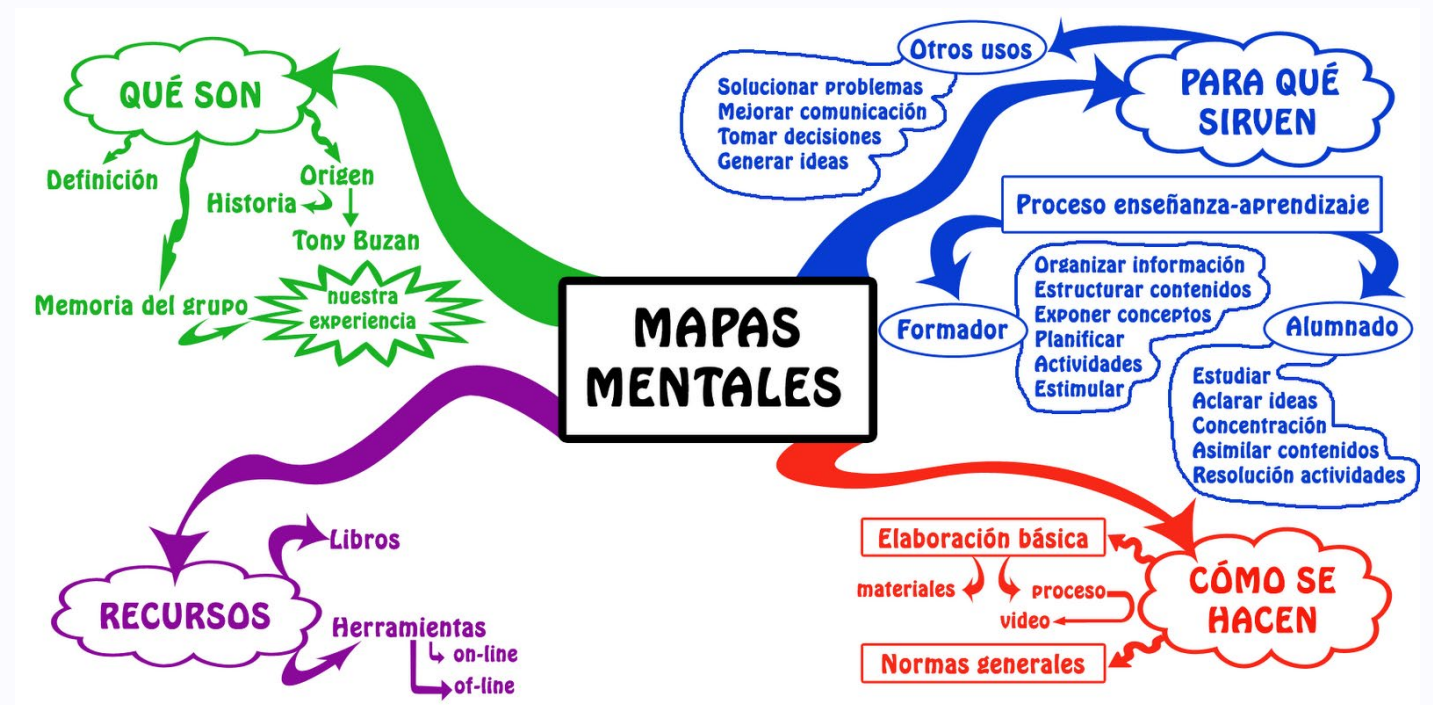 MAPAS
MENTALES
QUÉ SON
Definición
Origen
Historia
Tony Buzan
Memoria del grupo
nuestra
experiencia
PARA QUÉ
SIRVEN
Otros usos
Solucionar problemas
Mejorar comunicación
Tomar decisiones
Generar ideas
Proceso enseñanza-aprendizaje
Formador
Organizar información
Estructurar contenidos
Exponer conceptos
Planificar
Actividades
Estimular
Alumnado
Estudiar
Aclarar ideas
Concentración
Asimilar contenidos
Resolución actividades
CÓMO SE
HACEN
Elaboración básica
materiales
proceso
video
Normas generales
RECURSOS
Libros
Herramientas
on-line
of-line